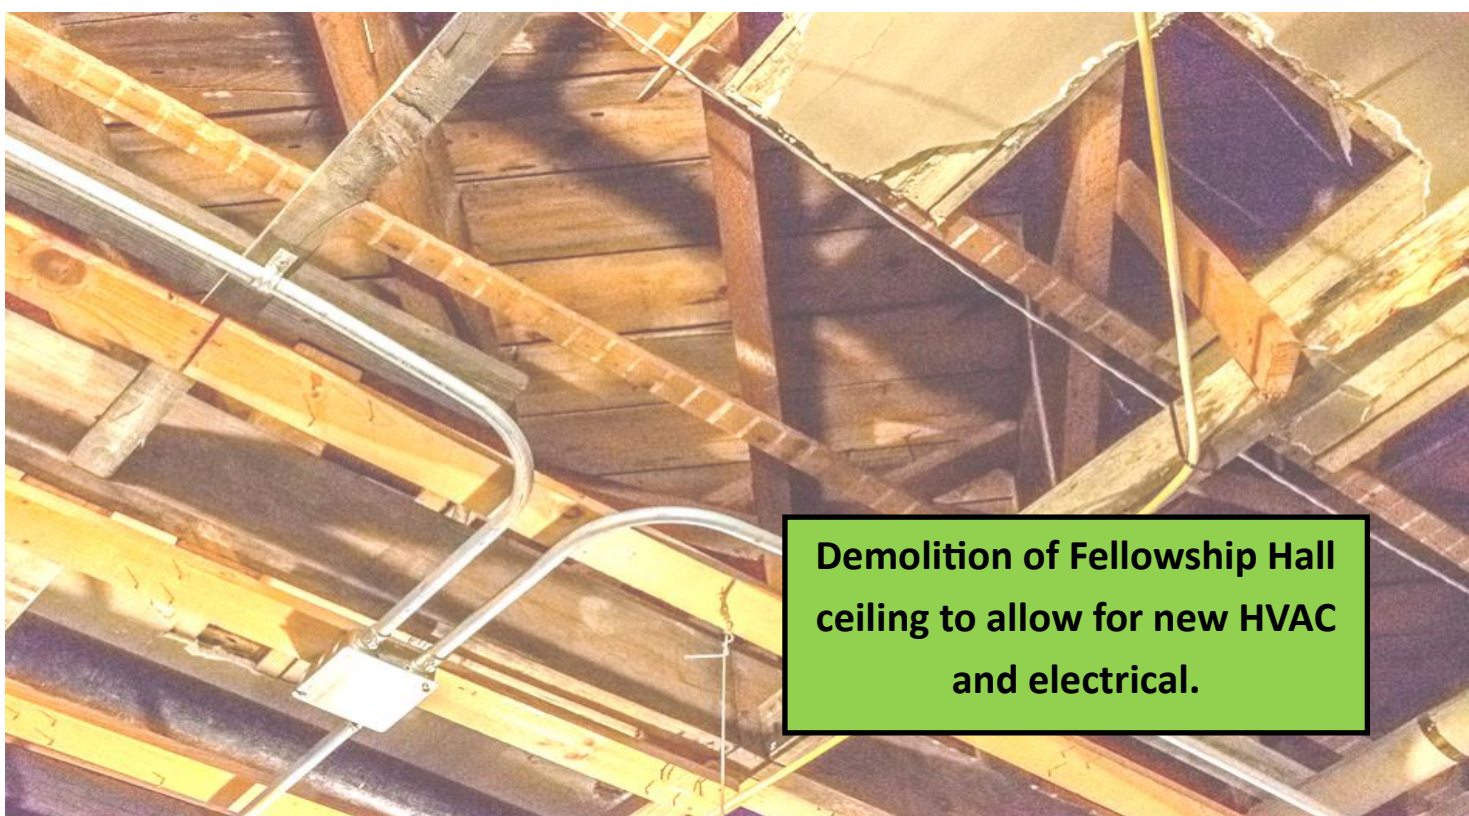 Demolition of Fellowship Hall
ceiling to allow for new HVAC
and electrical.